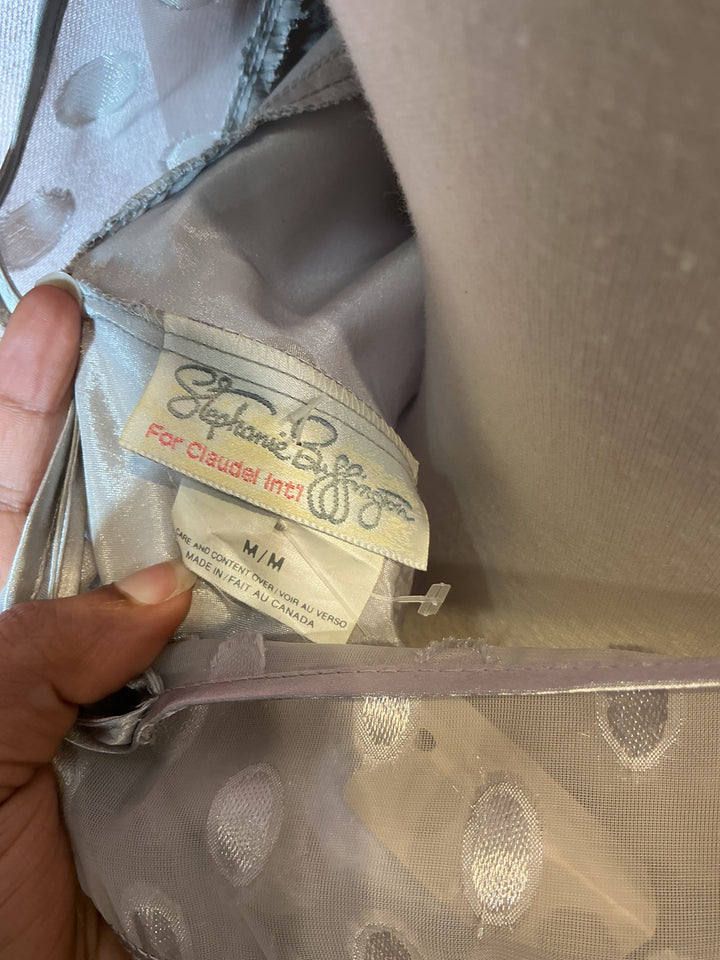 Stephanie Buffington
For Claudel Int'l
M/M
CARE AND CONTENT OVER/VOIR AU VERSO
MADE IN/FAIT AU CANADA